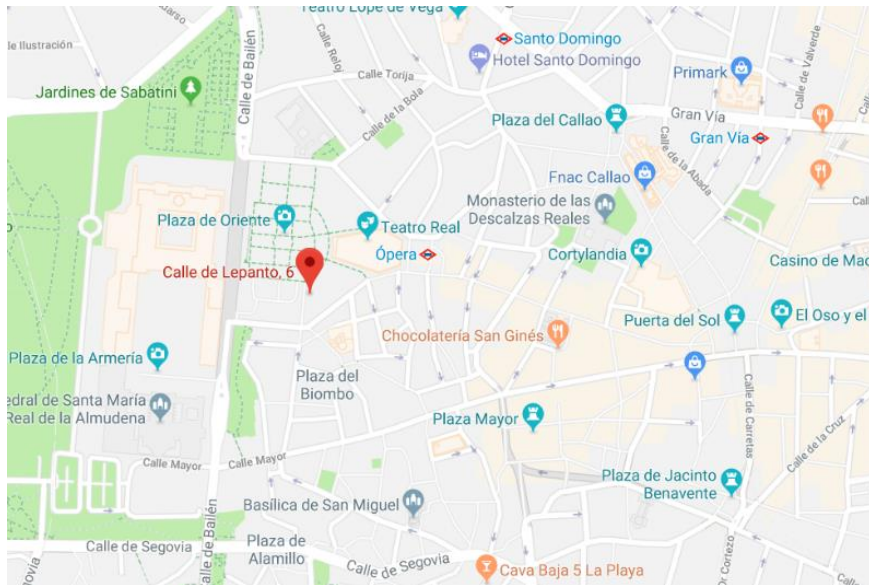 Teatro Lope de Vega
Santo Domingo
Hotel Santo Domingo
Calle de Valverde
lle Ilustración
Calle de Bailén
Calle Reloj
Calle Torija
Primark
Jardines de Sabatini
Calle de la Bola
Plaza del Callao
Gran Vía
Gran Vía
Calle de la Abada
Fnac Callao
Monasterio de las
Descalzas Reales
Call
Plaza de Oriente
Teatro Real
Ópera
Cortylandia
Casino de Mad
Calle de Lepanto, 6
Puerta del Sol
El Oso y el
Chocolatería San Ginés
Plaza de la Armería
Plaza del
Biombo
edral de Santa María
Real de la Almudena
Plaza Mayor
Calle de Carretas
Calle de la Cruz
Calle Mayor
Calle Mayor
Plaza de Jacinto
Benavente
Basílica de San Miguel
Calle de Bailén
Plaza de
Alamillo
Calle de Segovia
Calle de Segovia
Cava Baja 5 La Playa